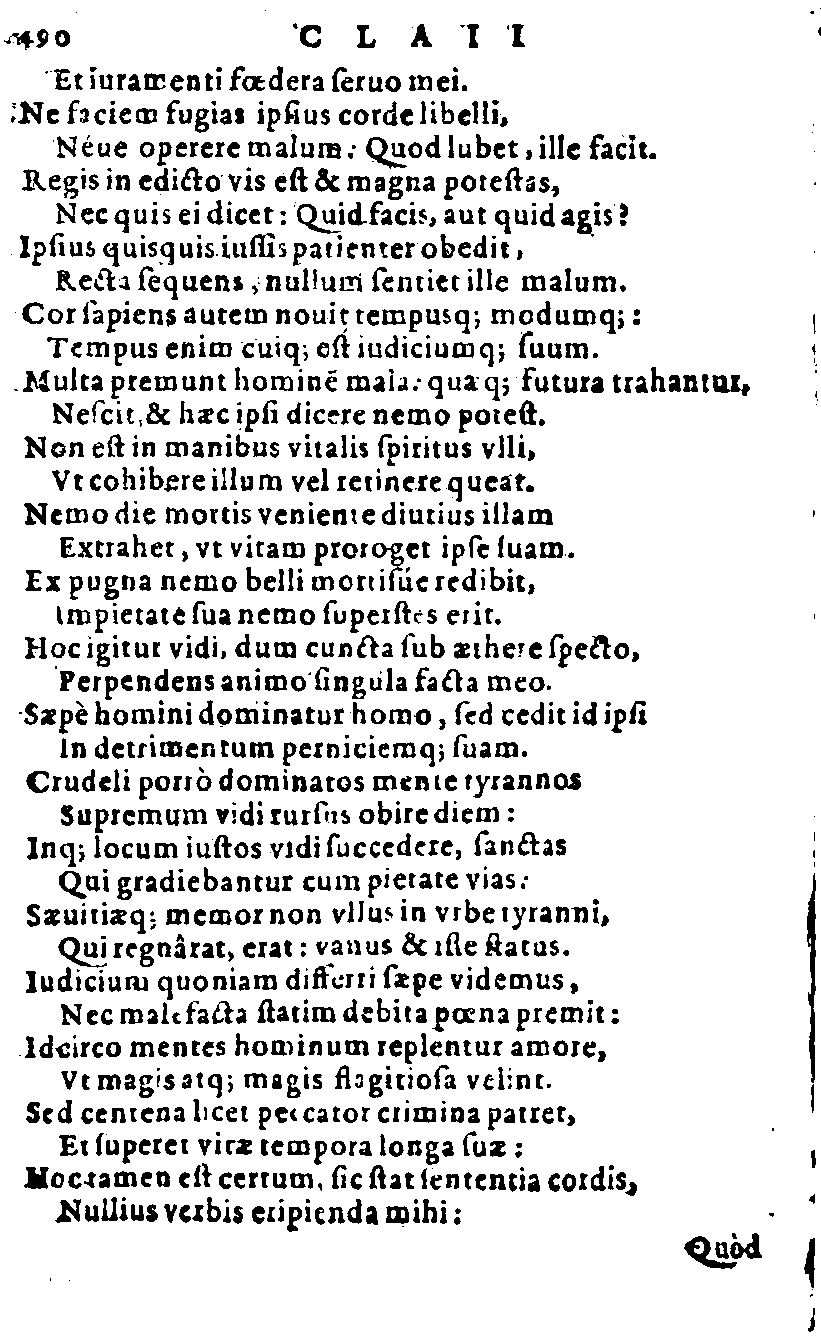 490 C L A I I
Et iuramenti fœdera ſeruo mei.
Ne faciem fugias ipſius corde libelli,
Néue operere malum: Quod lubet, ille facit.
Regis in edicto vis eſt & magna poteſtas,
Nec quis ei dicet: Quid facis, aut quid agis?
Ipſius quisquis iuſſis patienter obedit,
Recta ſequens, nullum ſentiet ille malum.
Cor ſapiens autem nouit tempusq; modumq;:
Tempus enim cuiq; eſt iudiciumq; ſuum.
Multa premunt hominē mala: quæq; futura trahantur,
Neſcit, & hæc ipſi dicere nemo poteſt.
Non eſt in manibus vitalis ſpiritus vlli,
Vt cohibere illum vel retinere queat.
Nemo die mortis veniente diutius illam
Extrahet, vt vitam proroget ipſe ſuam.
Ex pugna nemo belli mortiſúe redibit,
Impietate ſua nemo ſuperſtes erit.
Hoc igitur vidi, dum cuncta ſub æthere ſpecto,
Perpendens animo ſingula facta meo.
Sæpè homini dominatur homo, ſed cedit id ipſi
In detrimentum perniciemq; ſuam.
Crudeli porrò dominatos mente tyrannos
Supremum vidi rurſus obire diem:
Inq; locum iuſtos vidi ſuccedere, ſanctas
Qui gradiebantur cum pietate vias:
Sæuitiæq; memor non vllus in vrbe tyranni,
Qui regnârat, erat: vanus & iſte ſtatus.
Iudicium quoniam differri ſæpe videmus,
Nec malefacta ſtatim debita pœna premit:
Idcirco mentes hominum replentur amore,
Vt magis atq; magis flagitioſa velint.
Sed centena licet peccator crimina patret,
Et ſuperet vitæ tempora longa ſuæ:
Hoc tamen eſt certum, ſic ſtat ſententia cordis,
Nullius verbis eripienda mihi:
Quòd